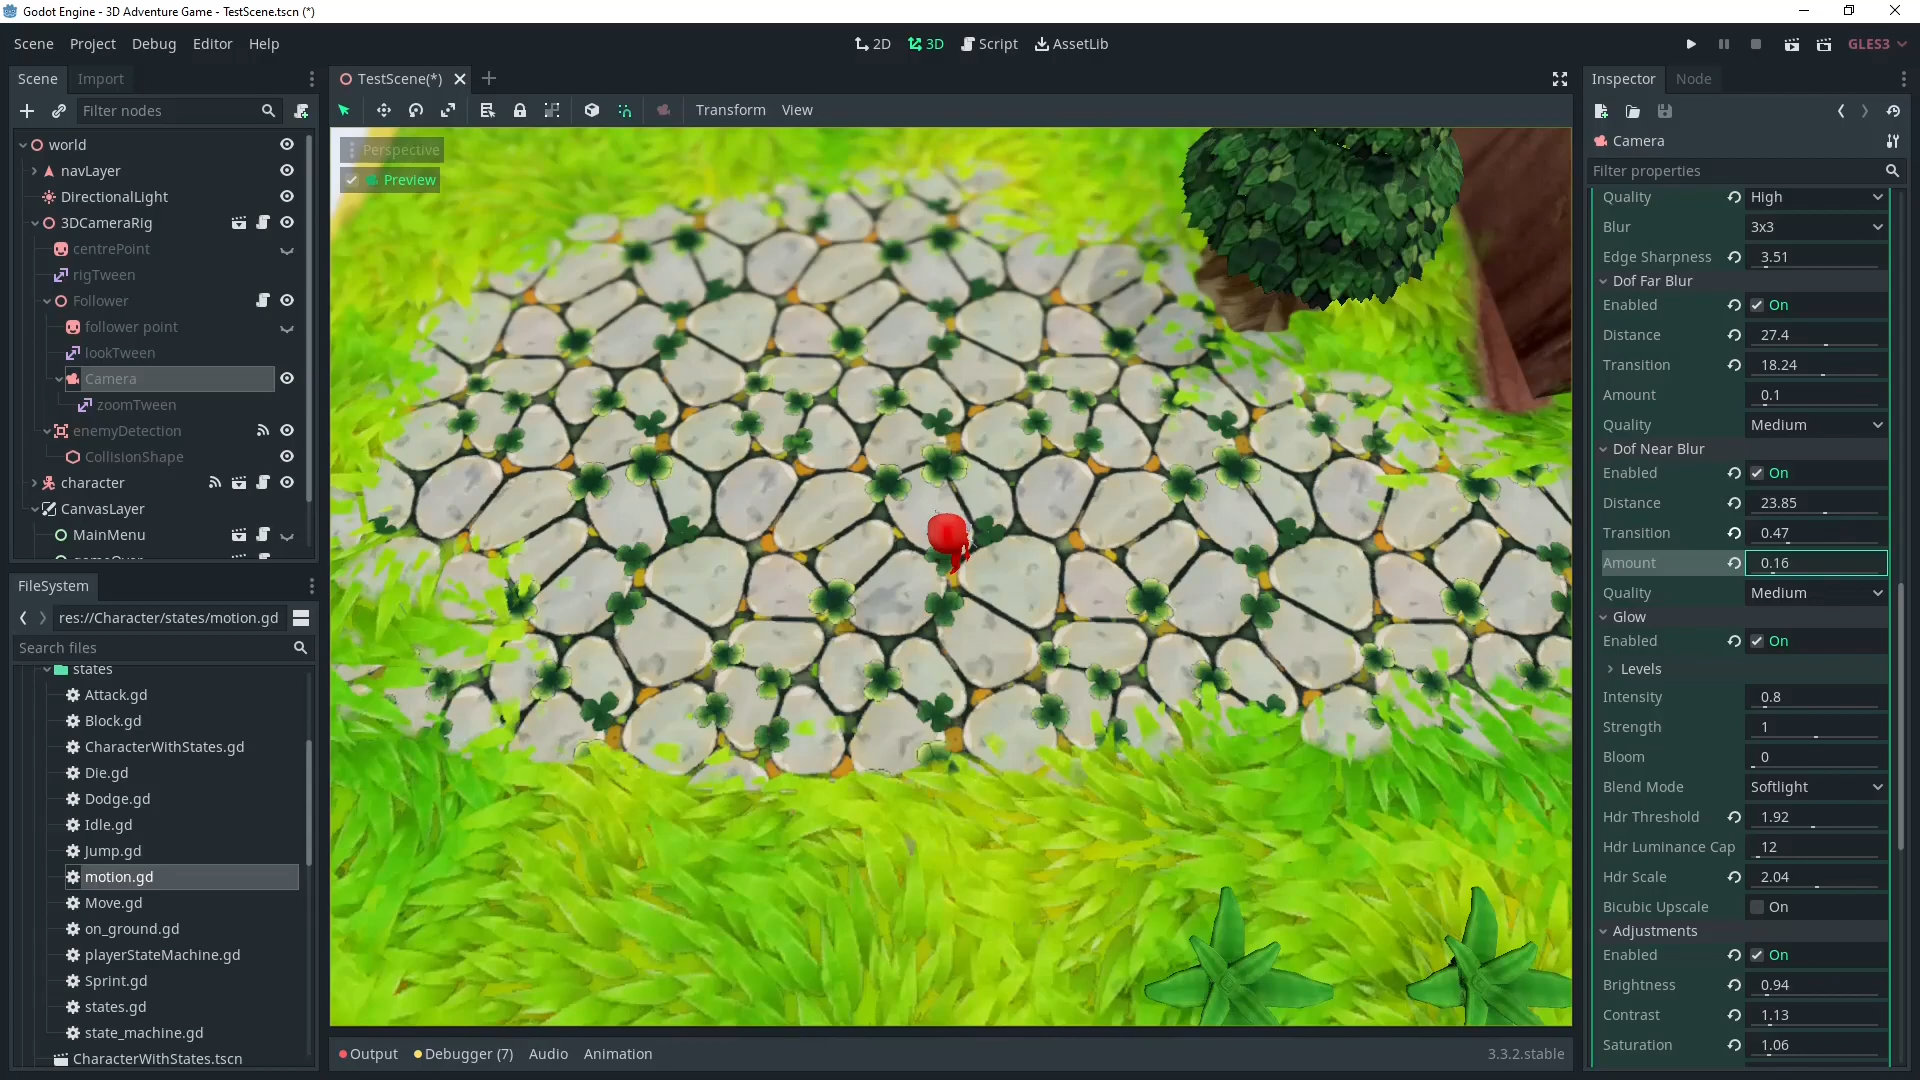 Godot Engine - 3D Adventure Game - TestScene.tscn (*)
Scene Project Debug Editor Help
2D 3D Script AssetLib
GLES3
Scene Import
Filter nodes
world
navLayer
DirectionalLight
3DCameraRig
centrePoint
rigTween
Follower
follower point
lookTween
Camera
zoomTween
enemyDetection
CollisionShape
character
CanvasLayer
MainMenu
gameOver
FileSystem
res://Character/states/motion.gd
Search files
states
Attack.gd
Block.gd
CharacterWithStates.gd
Die.gd
Dodge.gd
Idle.gd
Jump.gd
motion.gd
Move.gd
on_ground.gd
playerStateMachine.gd
Sprint.gd
states.gd
state_machine.gd
CharacterWithStates.tscn
TestScene(*)
Transform View
Perspective
Preview
Output Debugger (7) Audio Animation
3.3.2.stable
Inspector Node
Camera
Filter properties
Quality High
Blur 3x3
Edge Sharpness 3.51
Dof Far Blur
Enabled On
Distance 27.4
Transition 18.24
Amount 0.1
Quality Medium
Dof Near Blur
Enabled On
Distance 23.85
Transition 0.47
Amount 0.16
Quality Medium
Glow
Enabled On
Levels
Intensity 0.8
Strength 1
Bloom 0
Blend Mode Softlight
Hdr Threshold 1.92
Hdr Luminance Cap 12
Hdr Scale 2.04
Bicubic Upscale On
Adjustments
Enabled On
Brightness 0.94
Contrast 1.13
Saturation 1.06